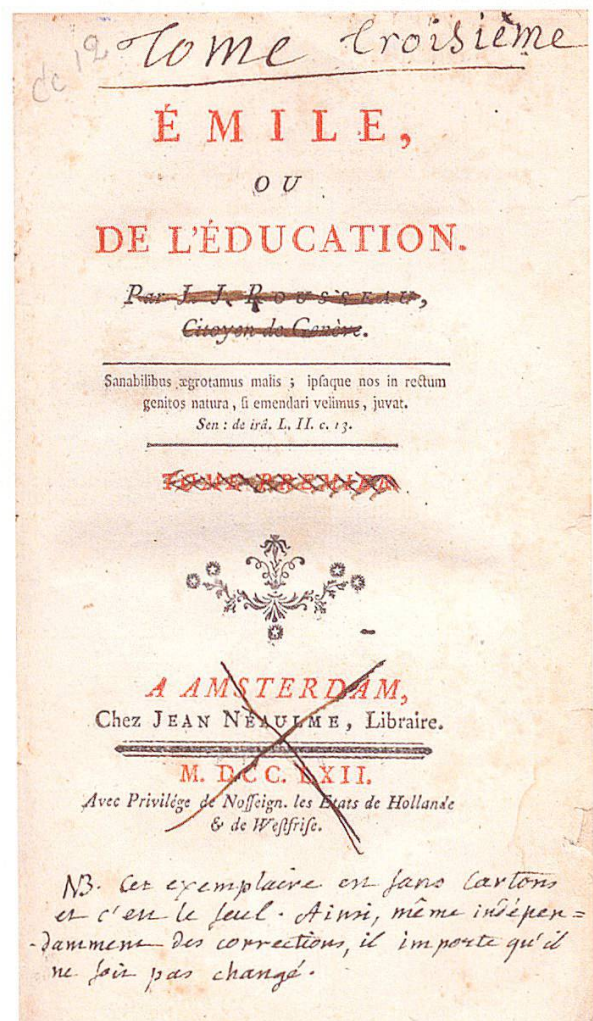 cc 12
Tome troisième
ÉMILE,
OU
DE L'ÉDUCATION.
Par J. J. ROUSSEAU,
Citoyen de Genève.
Sanabilibus ægrotamus malis ; ipsaque nos in rectum
genitos natura, si emendari velimus, juvat.
Sen : de irâ. L. II. c. 13.
TOME PREMIER
A AMSTERDAM,
Chez JEAN NÉAULME, Libraire.
M. DCC. LXII.
Avec Privilége de Nosseign. les Etats de Hollande
& de Westfrise.
NB. Cet exemplaire est sans Cartons
et c'est le seul. Ainsi, même indépen=
-damment des corrections, il importe qu'il
ne soit pas changé.